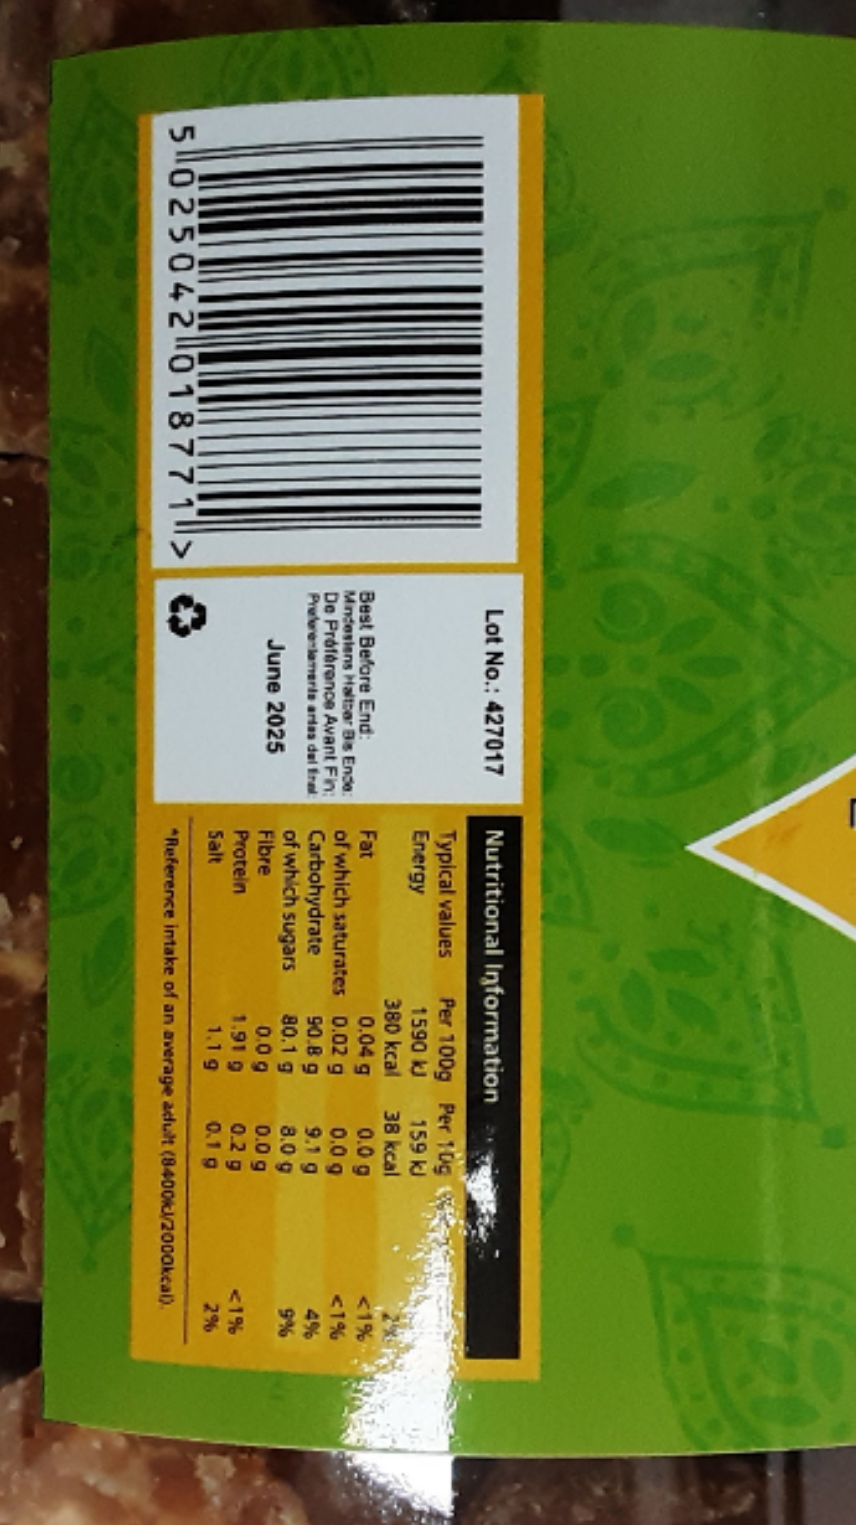 5 025042 018771 >
Lot No.: 427017
Best Before End:
Mindestens Haltbar Bis Ende:
De Préférence Avant Fin:
Preferentemente antes del final:
June 2025
Nutritional Information
Typical values Per 100g Per 10g
Energy 1590 kJ 159 kJ
380 kcal 38 kcal 2%
Fat 0.04 g 0.0 g <1%
of which saturates 0.02 g 0.0 g <1%
Carbohydrate 90.8 g 9.1 g 4%
of which sugars 80.1 g 8.0 g 9%
Fibre 0.0 g 0.0 g
Protein 1.91 g 0.2 g <1%
Salt 1.1 g 0.1 g 2%
*Reference intake of an average adult (8400kJ/2000kcal).